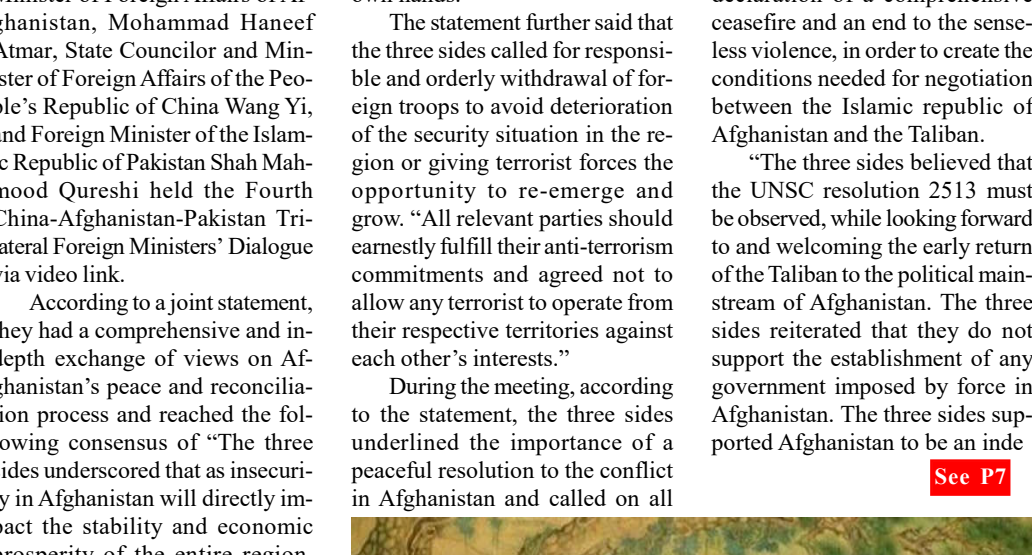 Minister of Foreign Affairs of Af-
ghanistan, Mohammad Haneef
Atmar, State Councilor and Min-
ster of Foreign Affairs of the Peo-
ple's Republic of China Wang Yi,
and Foreign Minister of the Islam-
c Republic of Pakistan Shah Mah-
mood Qureshi held the Fourth
China-Afghanistan-Pakistan Tri-
ateral Foreign Ministers' Dialogue
via video link.
According to a joint statement,
they had a comprehensive and in-
depth exchange of views on Af-
ghanistan's peace and reconcilia-
ion process and reached the fol-
owing consensus of “The three
ides underscored that as insecuri-
y in Afghanistan will directly im-
pact the stability and economic
prosperity of the entire region,
own hands.
The statement further said that
the three sides called for responsi-
ble and orderly withdrawal of for-
eign troops to avoid deterioration
of the security situation in the re-
gion or giving terrorist forces the
opportunity to re-emerge and
grow. “All relevant parties should
earnestly fulfill their anti-terrorism
commitments and agreed not to
allow any terrorist to operate from
their respective territories against
each other's interests.”
During the meeting, according
to the statement, the three sides
underlined the importance of a
peaceful resolution to the conflict
in Afghanistan and called on all
declaration of a comprehensive
ceasefire and an end to the sense-
less violence, in order to create the
conditions needed for negotiation
between the Islamic republic of
Afghanistan and the Taliban.
“The three sides believed that
the UNSC resolution 2513 must
be observed, while looking forward
to and welcoming the early return
of the Taliban to the political main-
stream of Afghanistan. The three
sides reiterated that they do not
support the establishment of any
government imposed by force in
Afghanistan. The three sides sup-
ported Afghanistan to be an inde
See P7